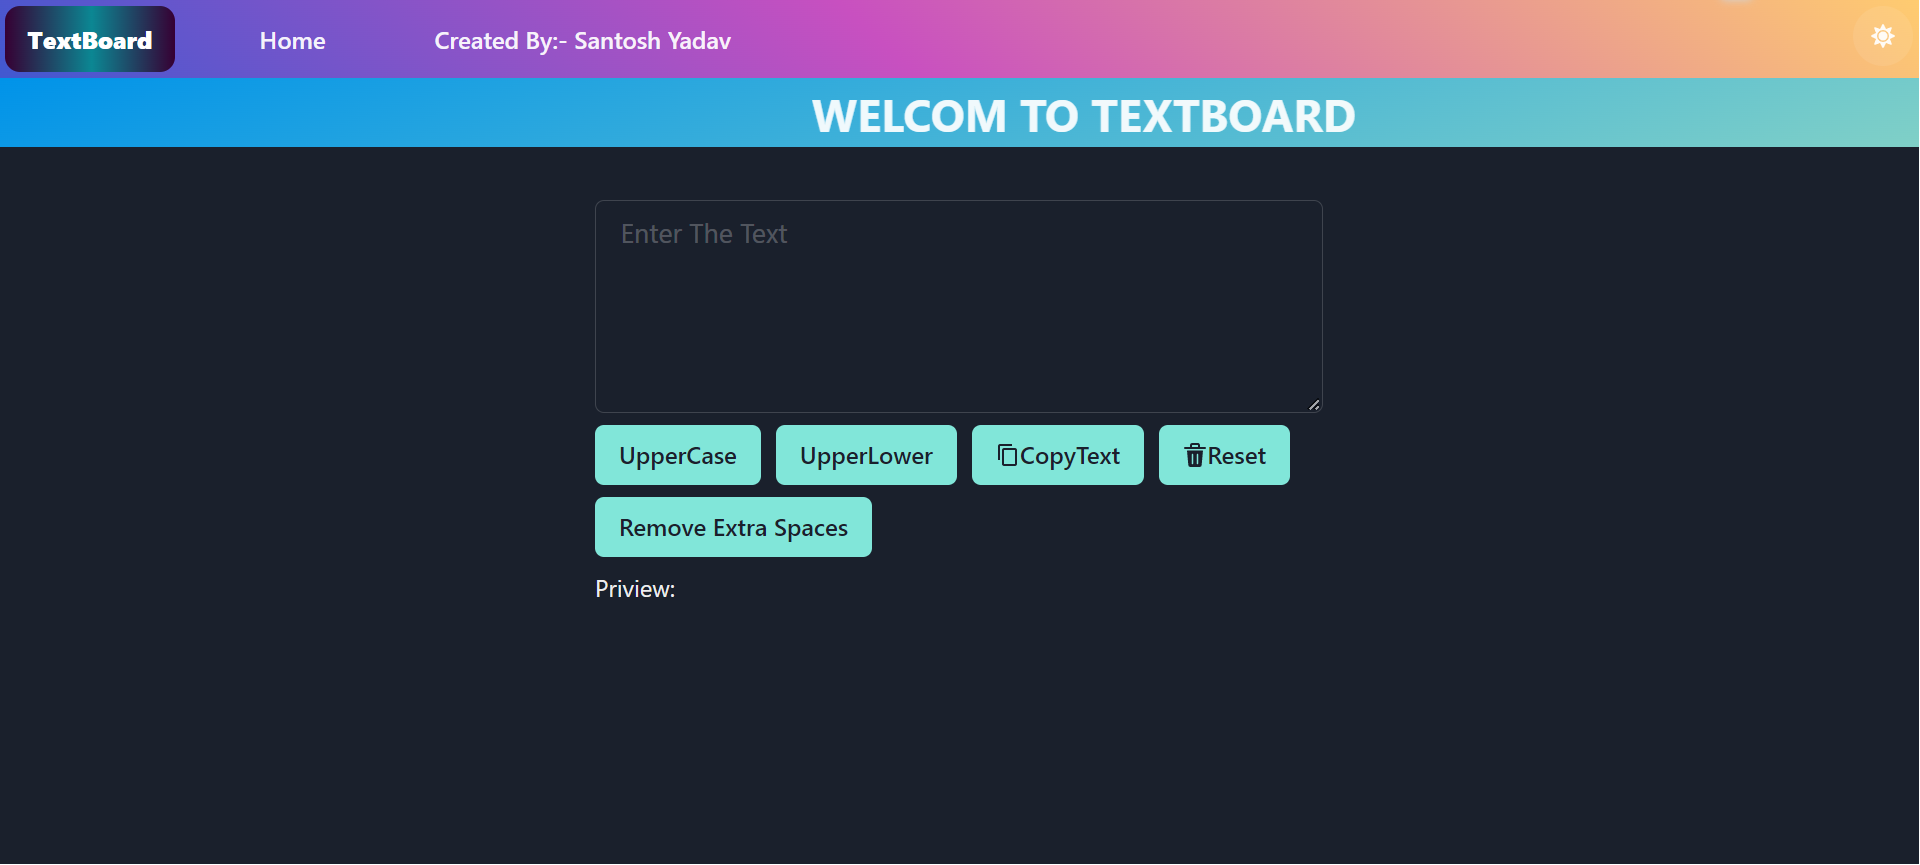 TextBoard Home Created By:- Santosh Yadav
WELCOM TO TEXTBOARD
Enter The Text
UpperCase UpperLower CopyText Reset
Remove Extra Spaces
Priview: